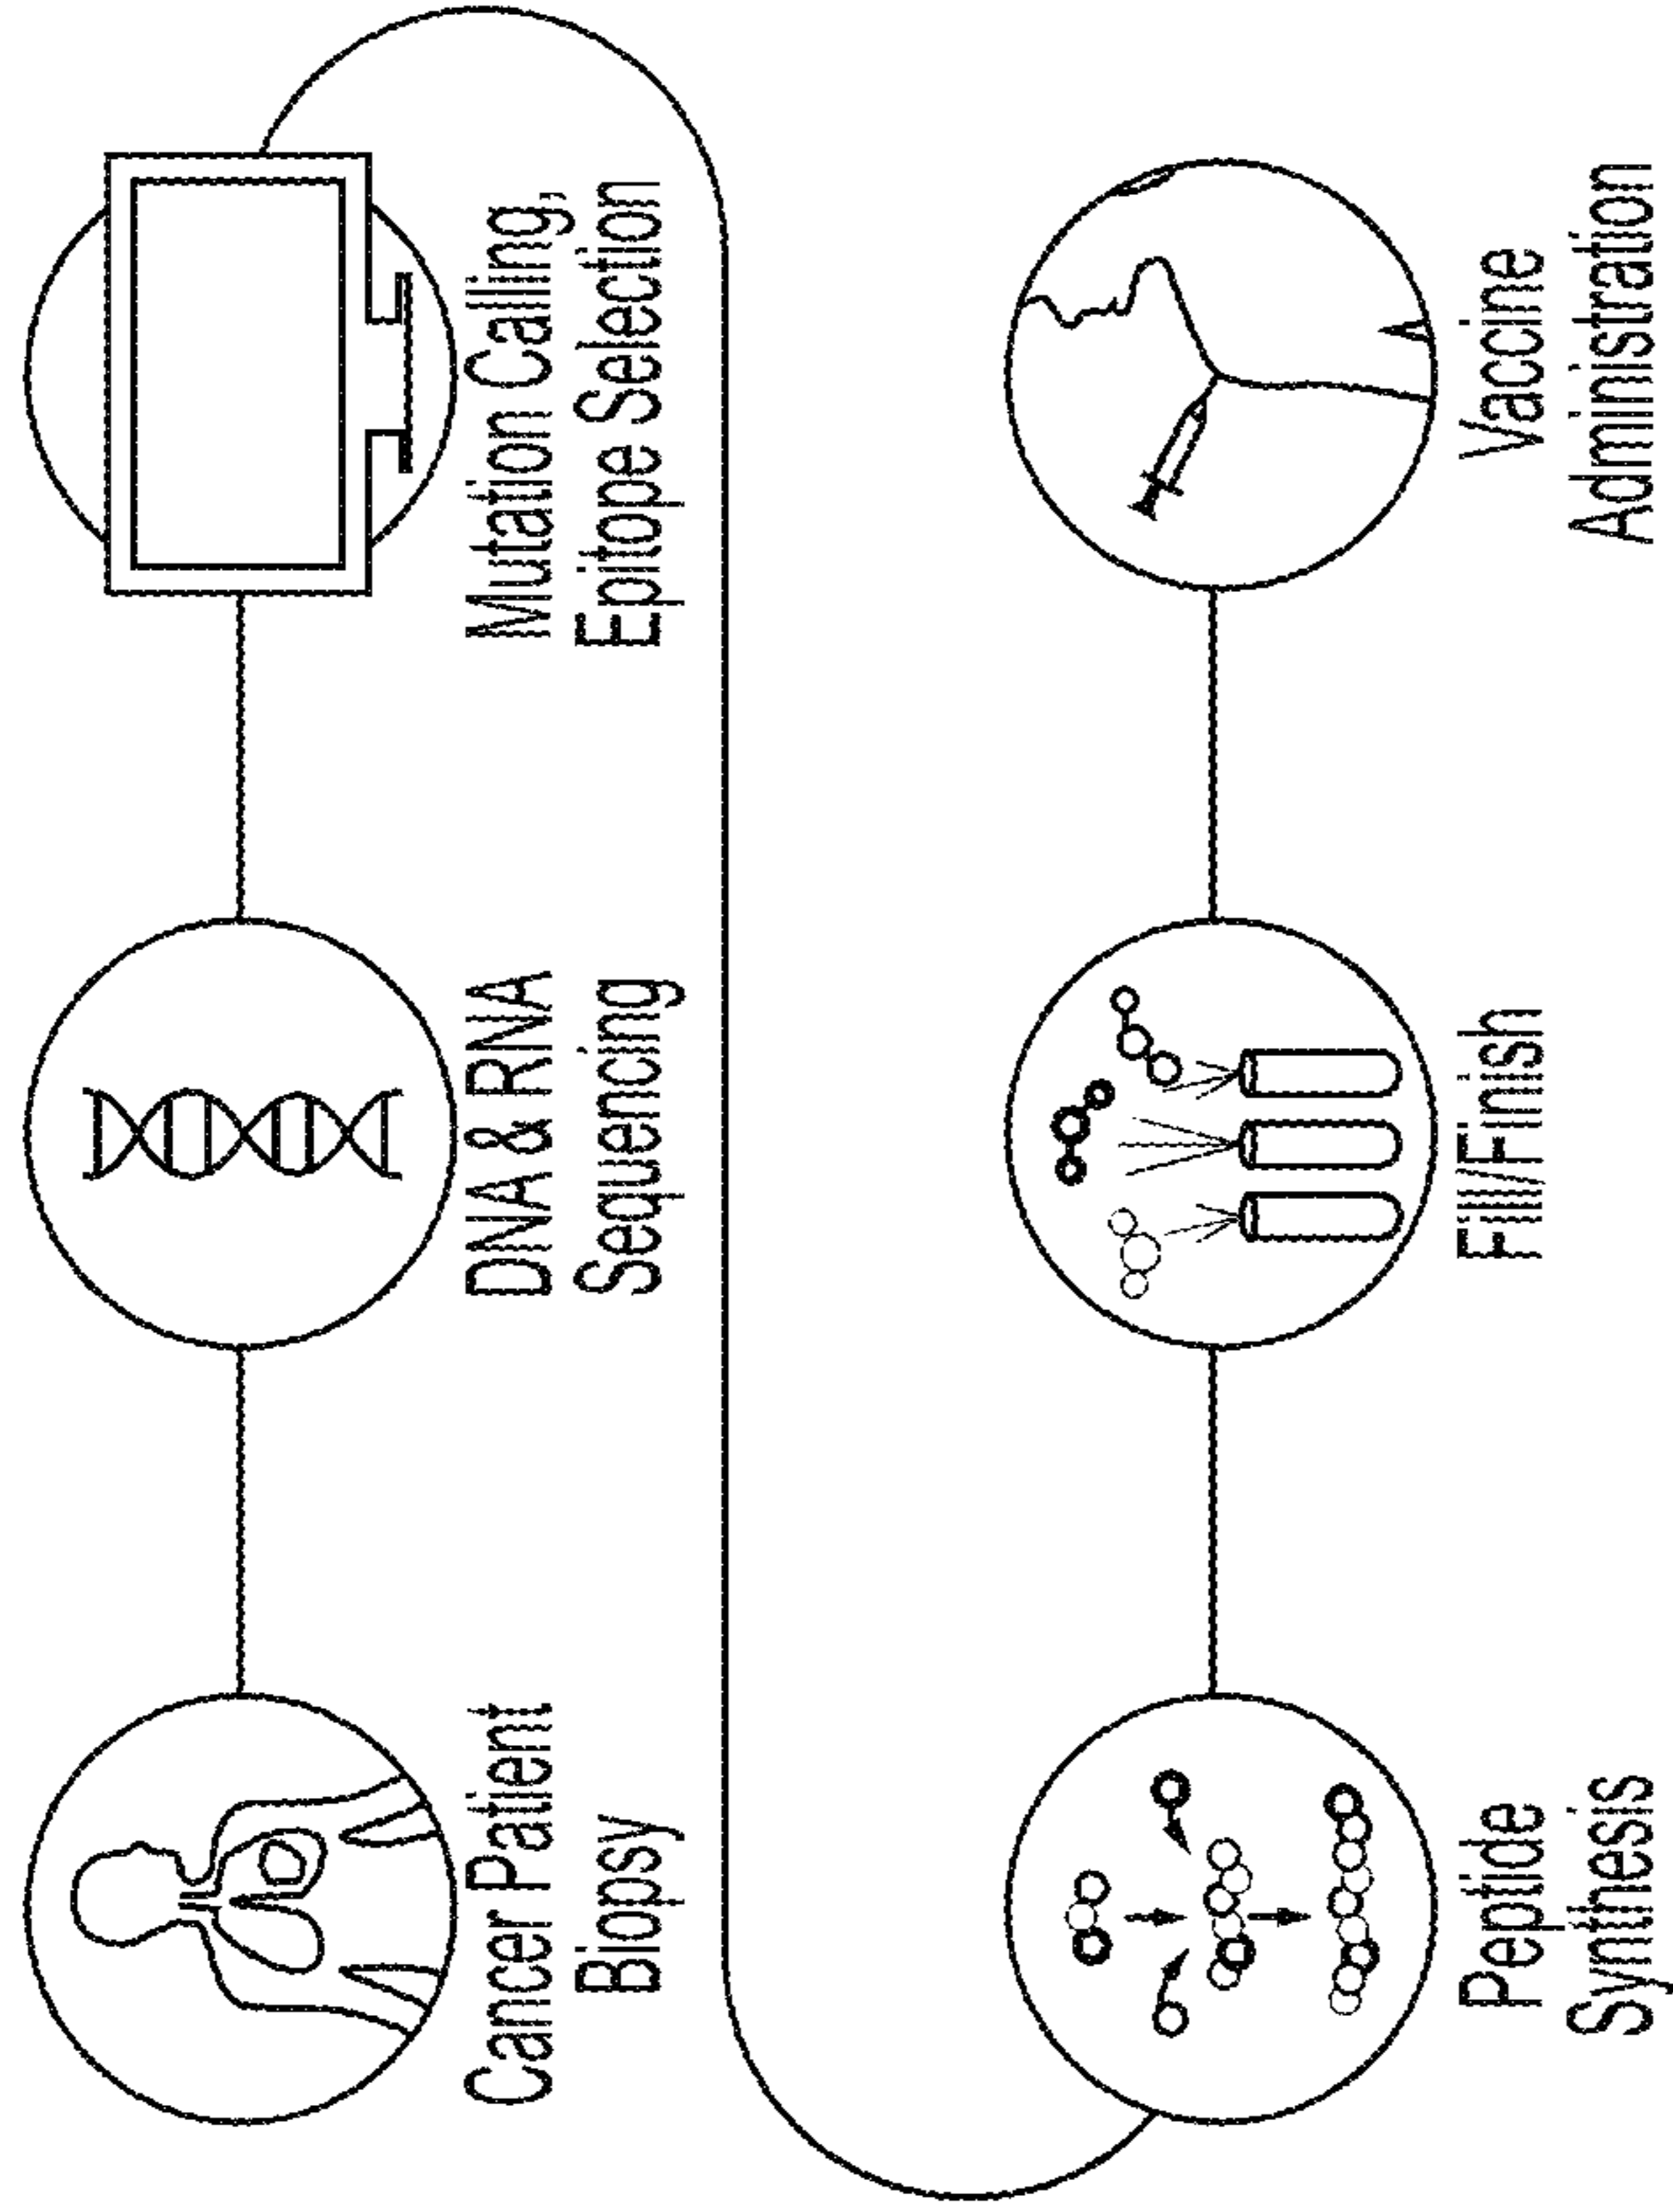 Cancer Patient
Biopsy
DNA & RNA
Sequencing
Mutation Calling,
Epitope Selection
Peptide
Synthesis
Fill/Finish
Vaccine
Administration